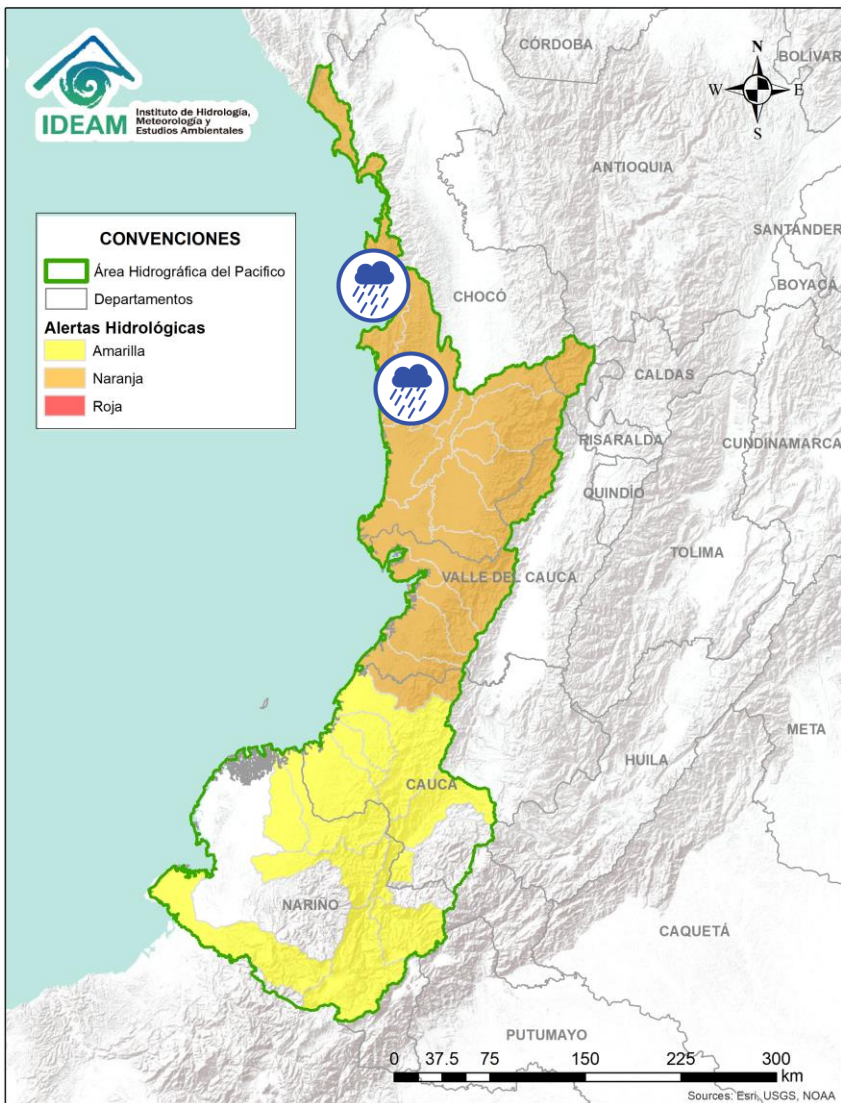 IDEAM
Instituto de Hidrología,
Meteorología y
Estudios Ambientales
CONVENCIONES
Área Hidrográfica del Pacifico
Departamentos
Alertas Hidrológicas
Amarilla
Naranja
Roja
N
W
E
S
CÓRDOBA
BOLÍVAR
ANTIOQUIA
SANTANDER
BOYACÁ
CHOCÓ
CALDAS
RISARALDA
CUNDINAMARCA
QUINDÍO
TOLIMA
VALLE DEL CAUCA
META
HUILA
CAUCA
NARIÑO
CAQUETÁ
PUTUMAYO
0 37.5 75 150 225 300
km
Sources: Esri, USGS, NOAA